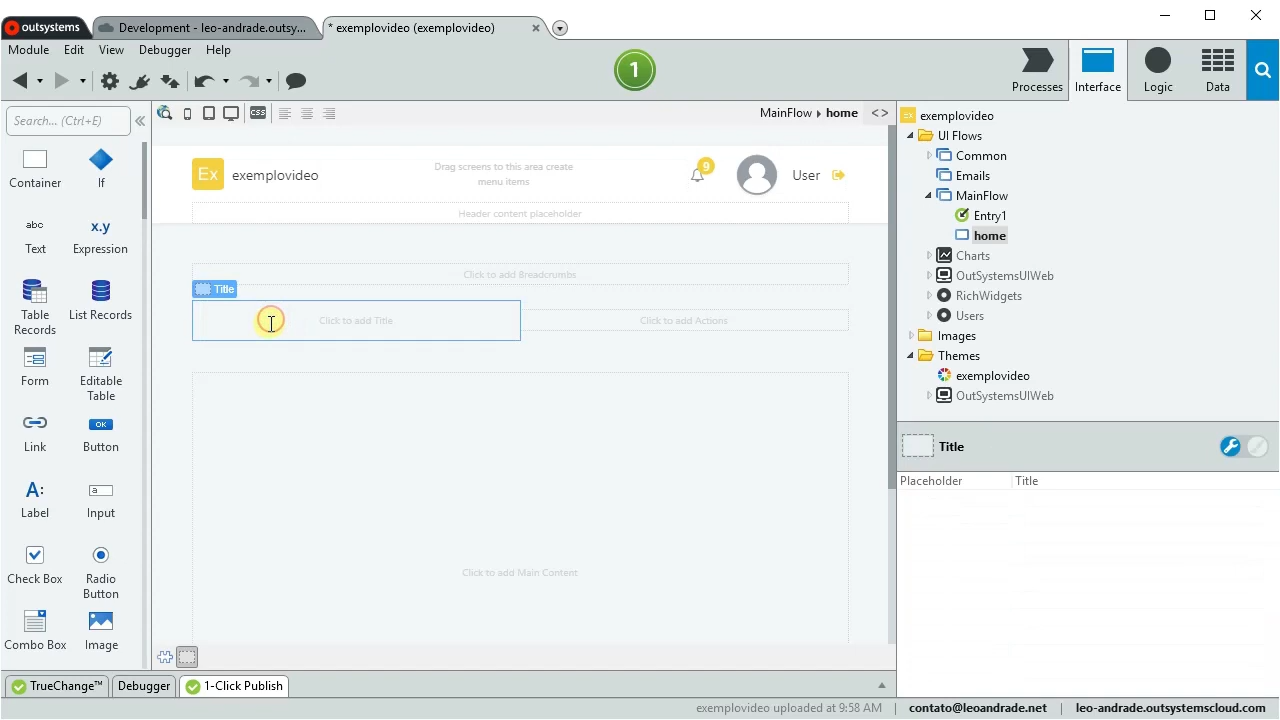 outsystems
Development - leo-andrade.outsy...
* exemplovideo (exemplovideo)
Module Edit View Debugger Help
1
Processes Interface Logic Data
Search... (Ctrl+E)
css
MainFlow home
<>
Container
If
abc
Text
x.y
Expression
Table Records
List Records
Form
Editable Table
Link
OK
Button
A:
Label
a
Input
Check Box
Radio Button
Combo Box
Image
Ex exemplovideo
Drag screens to this area create
menu items
9
User
Header content placeholder
Click to add Breadcrumbs
Title
Click to add Title
Click to add Actions
Click to add Main Content
Ex exemplovideo
UI Flows
Common
Emails
MainFlow
Entry1
home
Charts
OutSystemsUIWeb
RichWidgets
Users
Images
Themes
exemplovideo
OutSystemsUIWeb
Title
Placeholder Title
TrueChange™ Debugger 1-Click Publish
exemplovideo uploaded at 9:58 AM contato@leoandrade.net leo-andrade.outsystemscloud.com